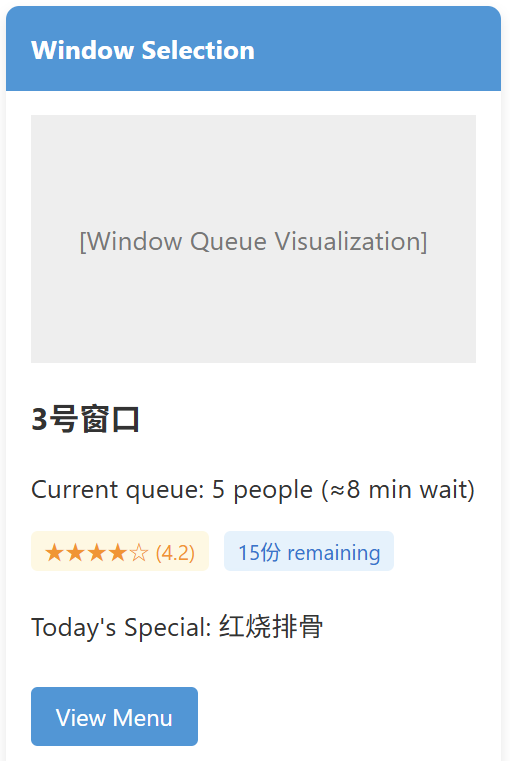 Window Selection
[Window Queue Visualization]
3号窗口
Current queue: 5 people (≈8 min wait)
★★★★☆ (4.2) 15份 remaining
Today's Special: 红烧排骨
View Menu